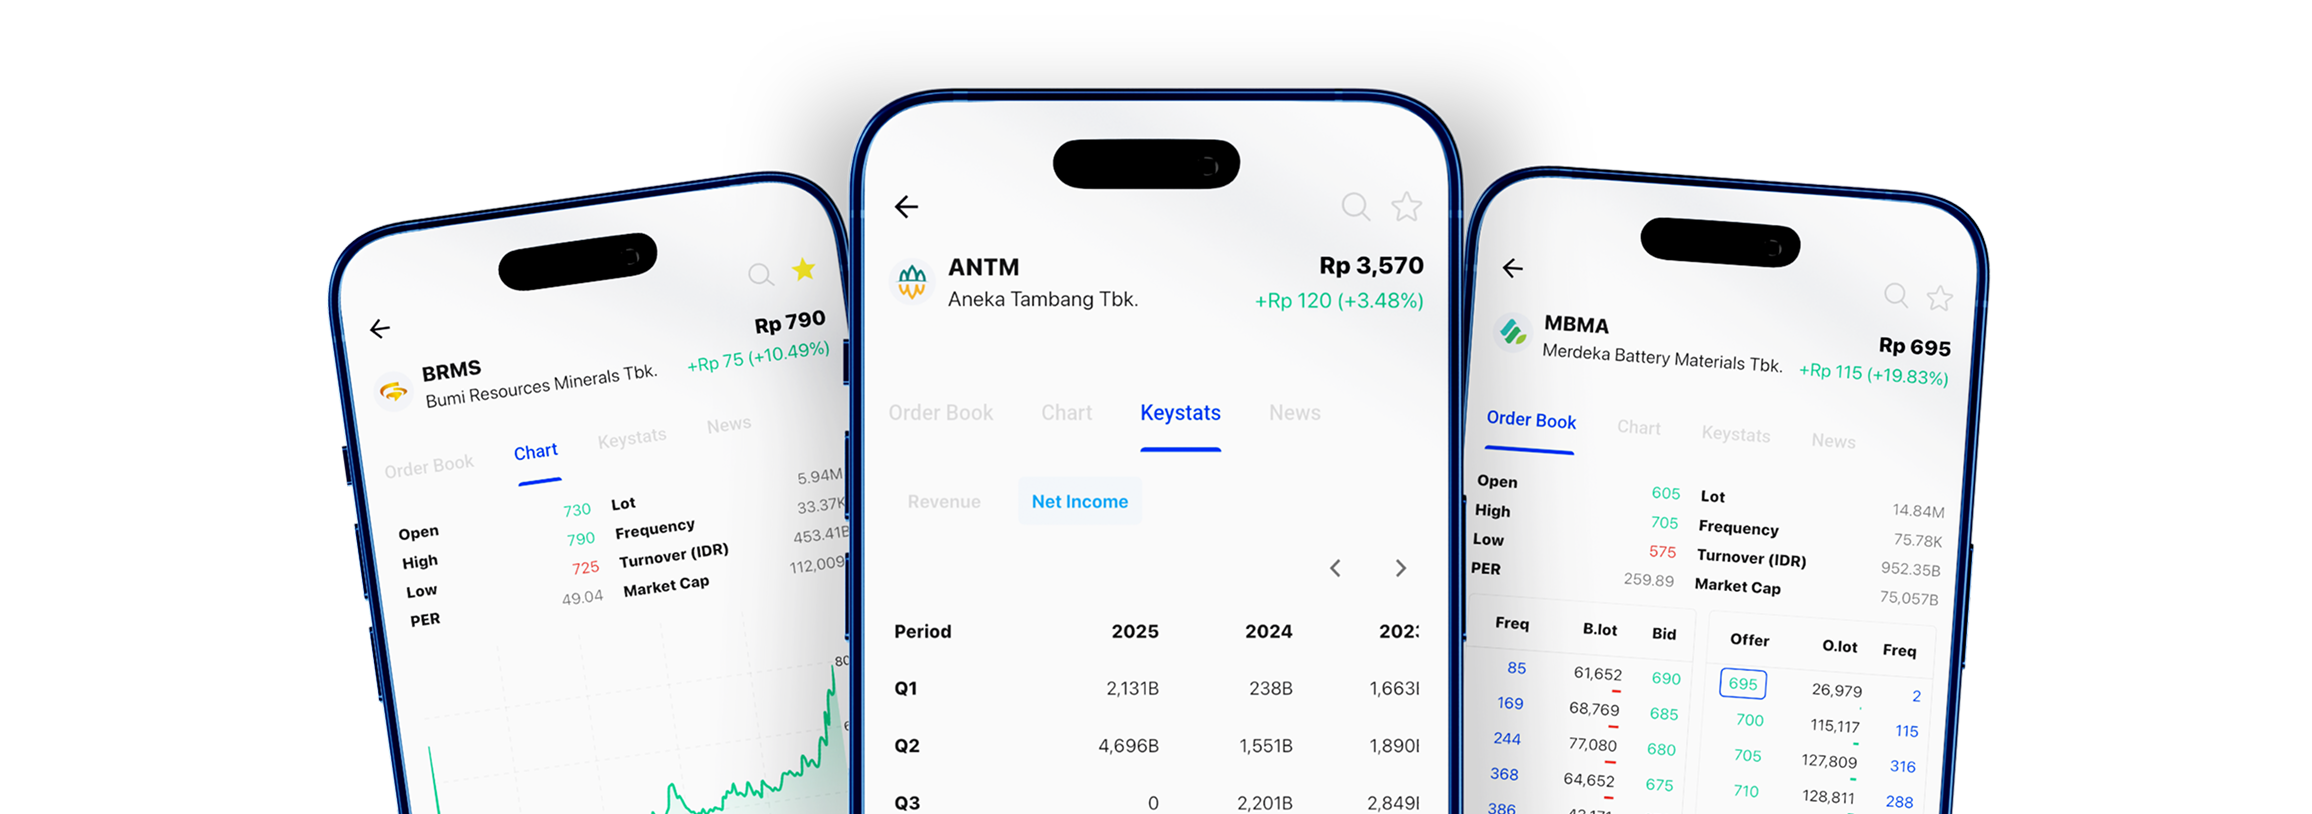 BRMS
Bumi Resources Minerals Tbk.
Rp 790
+Rp 75 (+10.49%)
Order Book Chart Keystats News
Open 730 Lot 5.94M
High 790 Frequency 33.37K
Low 725 Turnover (IDR) 453.41B
PER 49.04 Market Cap 112,009
80
ANTM
Aneka Tambang Tbk.
Rp 3,570
+Rp 120 (+3.48%)
Order Book Chart Keystats News
Revenue Net Income
Period 2025 2024
Q1 2,131B 238B 1,663
Q2 4,696B 1,551B 1,890
Q3 0 2,201B 2,849
MBMA
Merdeka Battery Materials Tbk.
Rp 695
+Rp 115 (+19.83%)
Order Book Chart Keystats News
Open 605 Lot 14.84M
High 705 Frequency 75.78K
Low 575 Turnover (IDR) 952.35B
PER 259.89 Market Cap 75,057B
Freq B.lot Bid Offer O.lot Freq
85 61,652 690 695 26,979 2
169 68,769 685 700 115,117 115
244 77,080 680 705 127,809 316
368 64,652 675 710 128,811 288
386